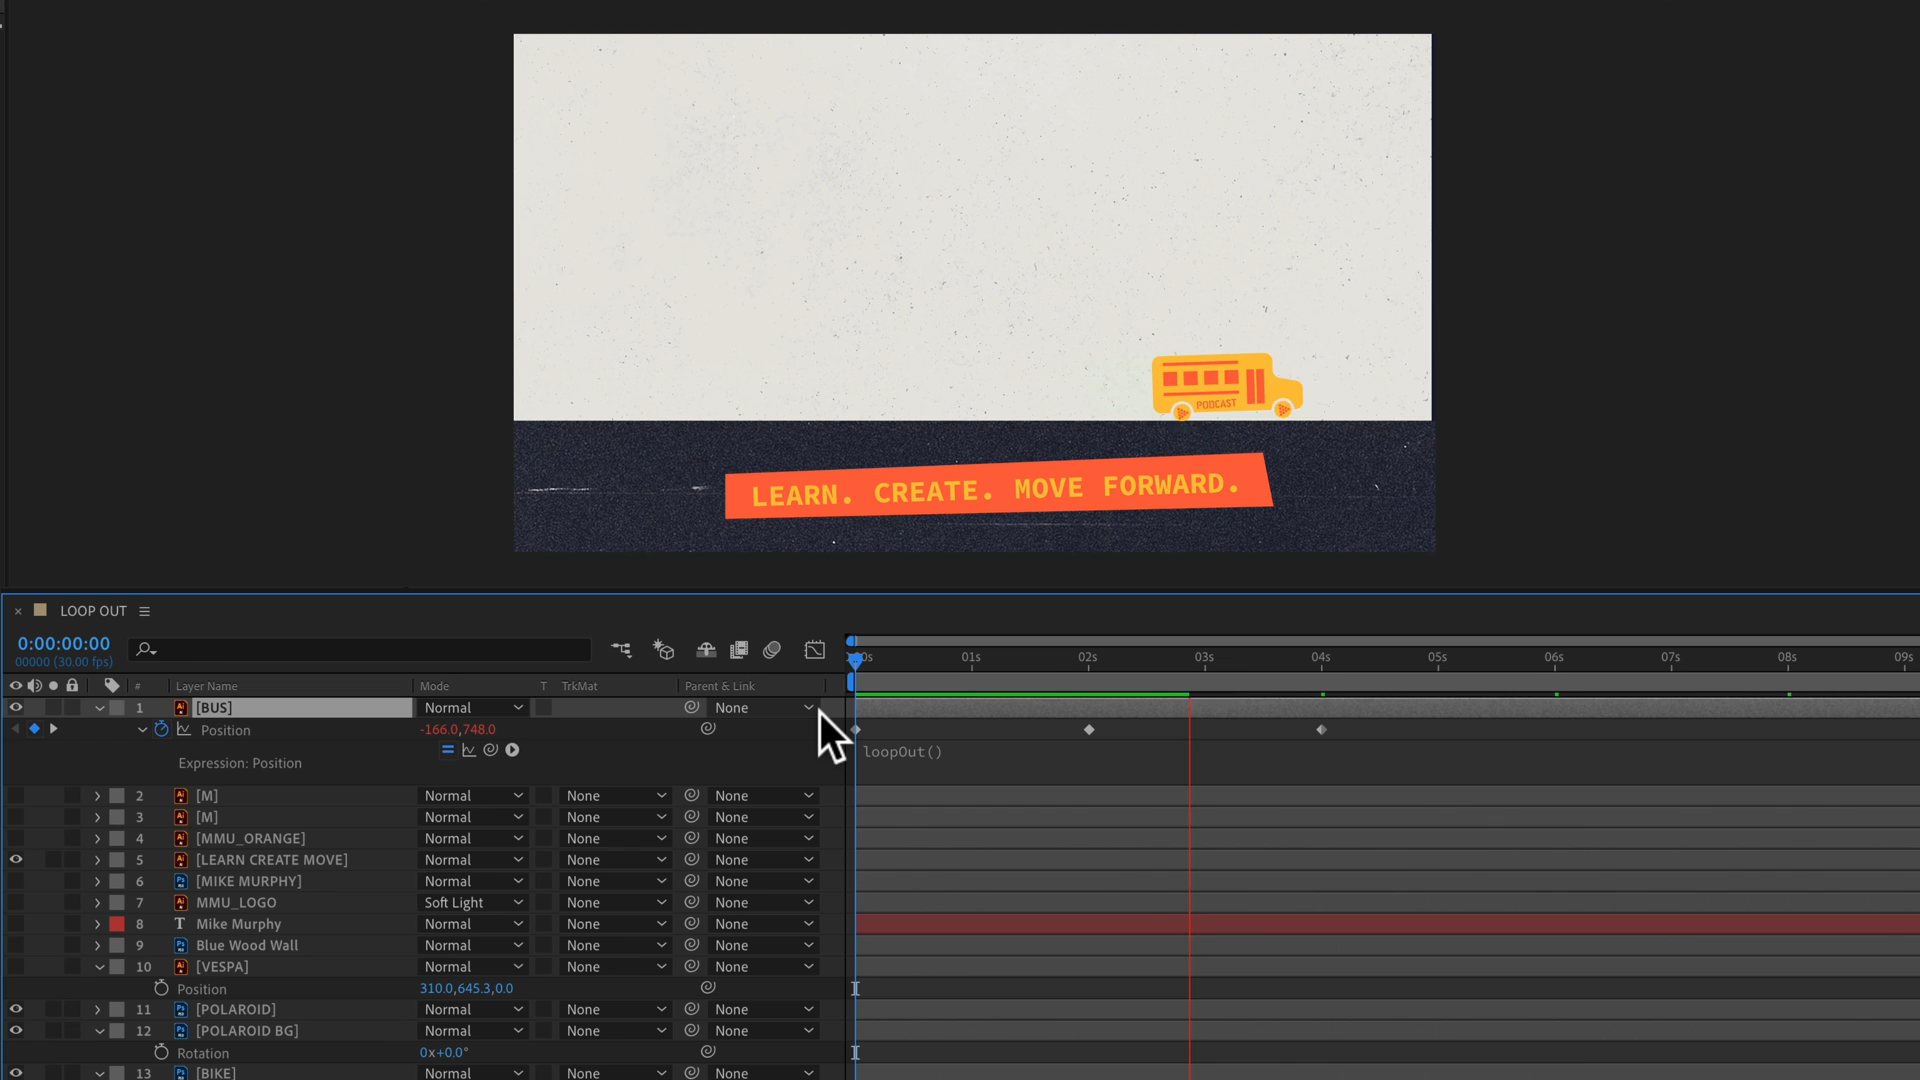 PODCAST
LEARN. CREATE. MOVE FORWARD.
× LOOP OUT
0:00:00:00
00000 (30.00 fps)
00s 01s 02s 03s 04s 05s 06s 07s 08s 09s
# Layer Name Mode T TrkMat Parent & Link
1 [BUS] Normal None
Position -166.0,748.0
loopOut()
Expression: Position
2 [M] Normal None None
3 [M] Normal None None
4 [MMU_ORANGE] Normal None None
5 [LEARN CREATE MOVE] Normal None None
6 [MIKE MURPHY] Normal None None
7 MMU_LOGO Soft Light None None
8 T Mike Murphy Normal None None
9 Blue Wood Wall Normal None None
10 [VESPA] Normal None None
Position 310.0,645.3,0.0
11 [POLAROID] Normal None None
12 [POLAROID BG] Normal None None
Rotation 0x+0.0°
13 [BIKE] Normal None None